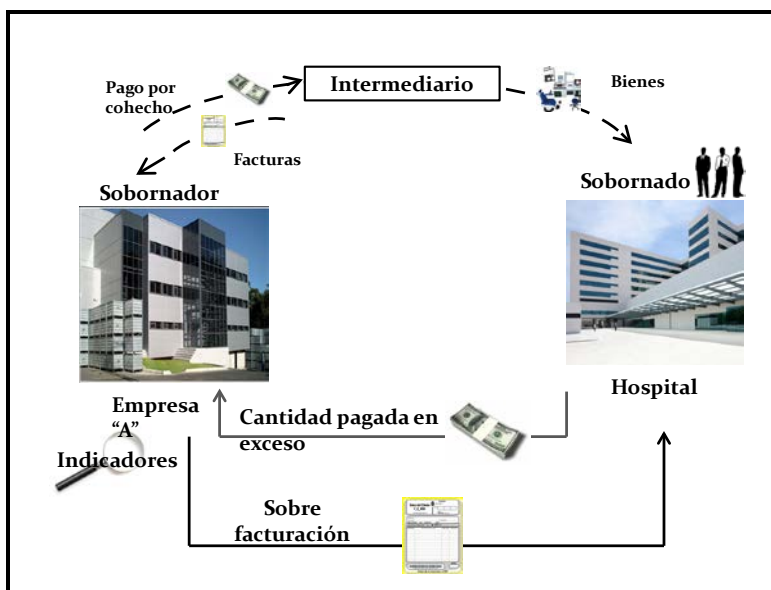 Pago por
cohecho
Intermediario
Bienes
Facturas
Sobornador
Sobornado
Empresa
“A”
Indicadores
Cantidad pagada en
exceso
Hospital
Sobre
facturación